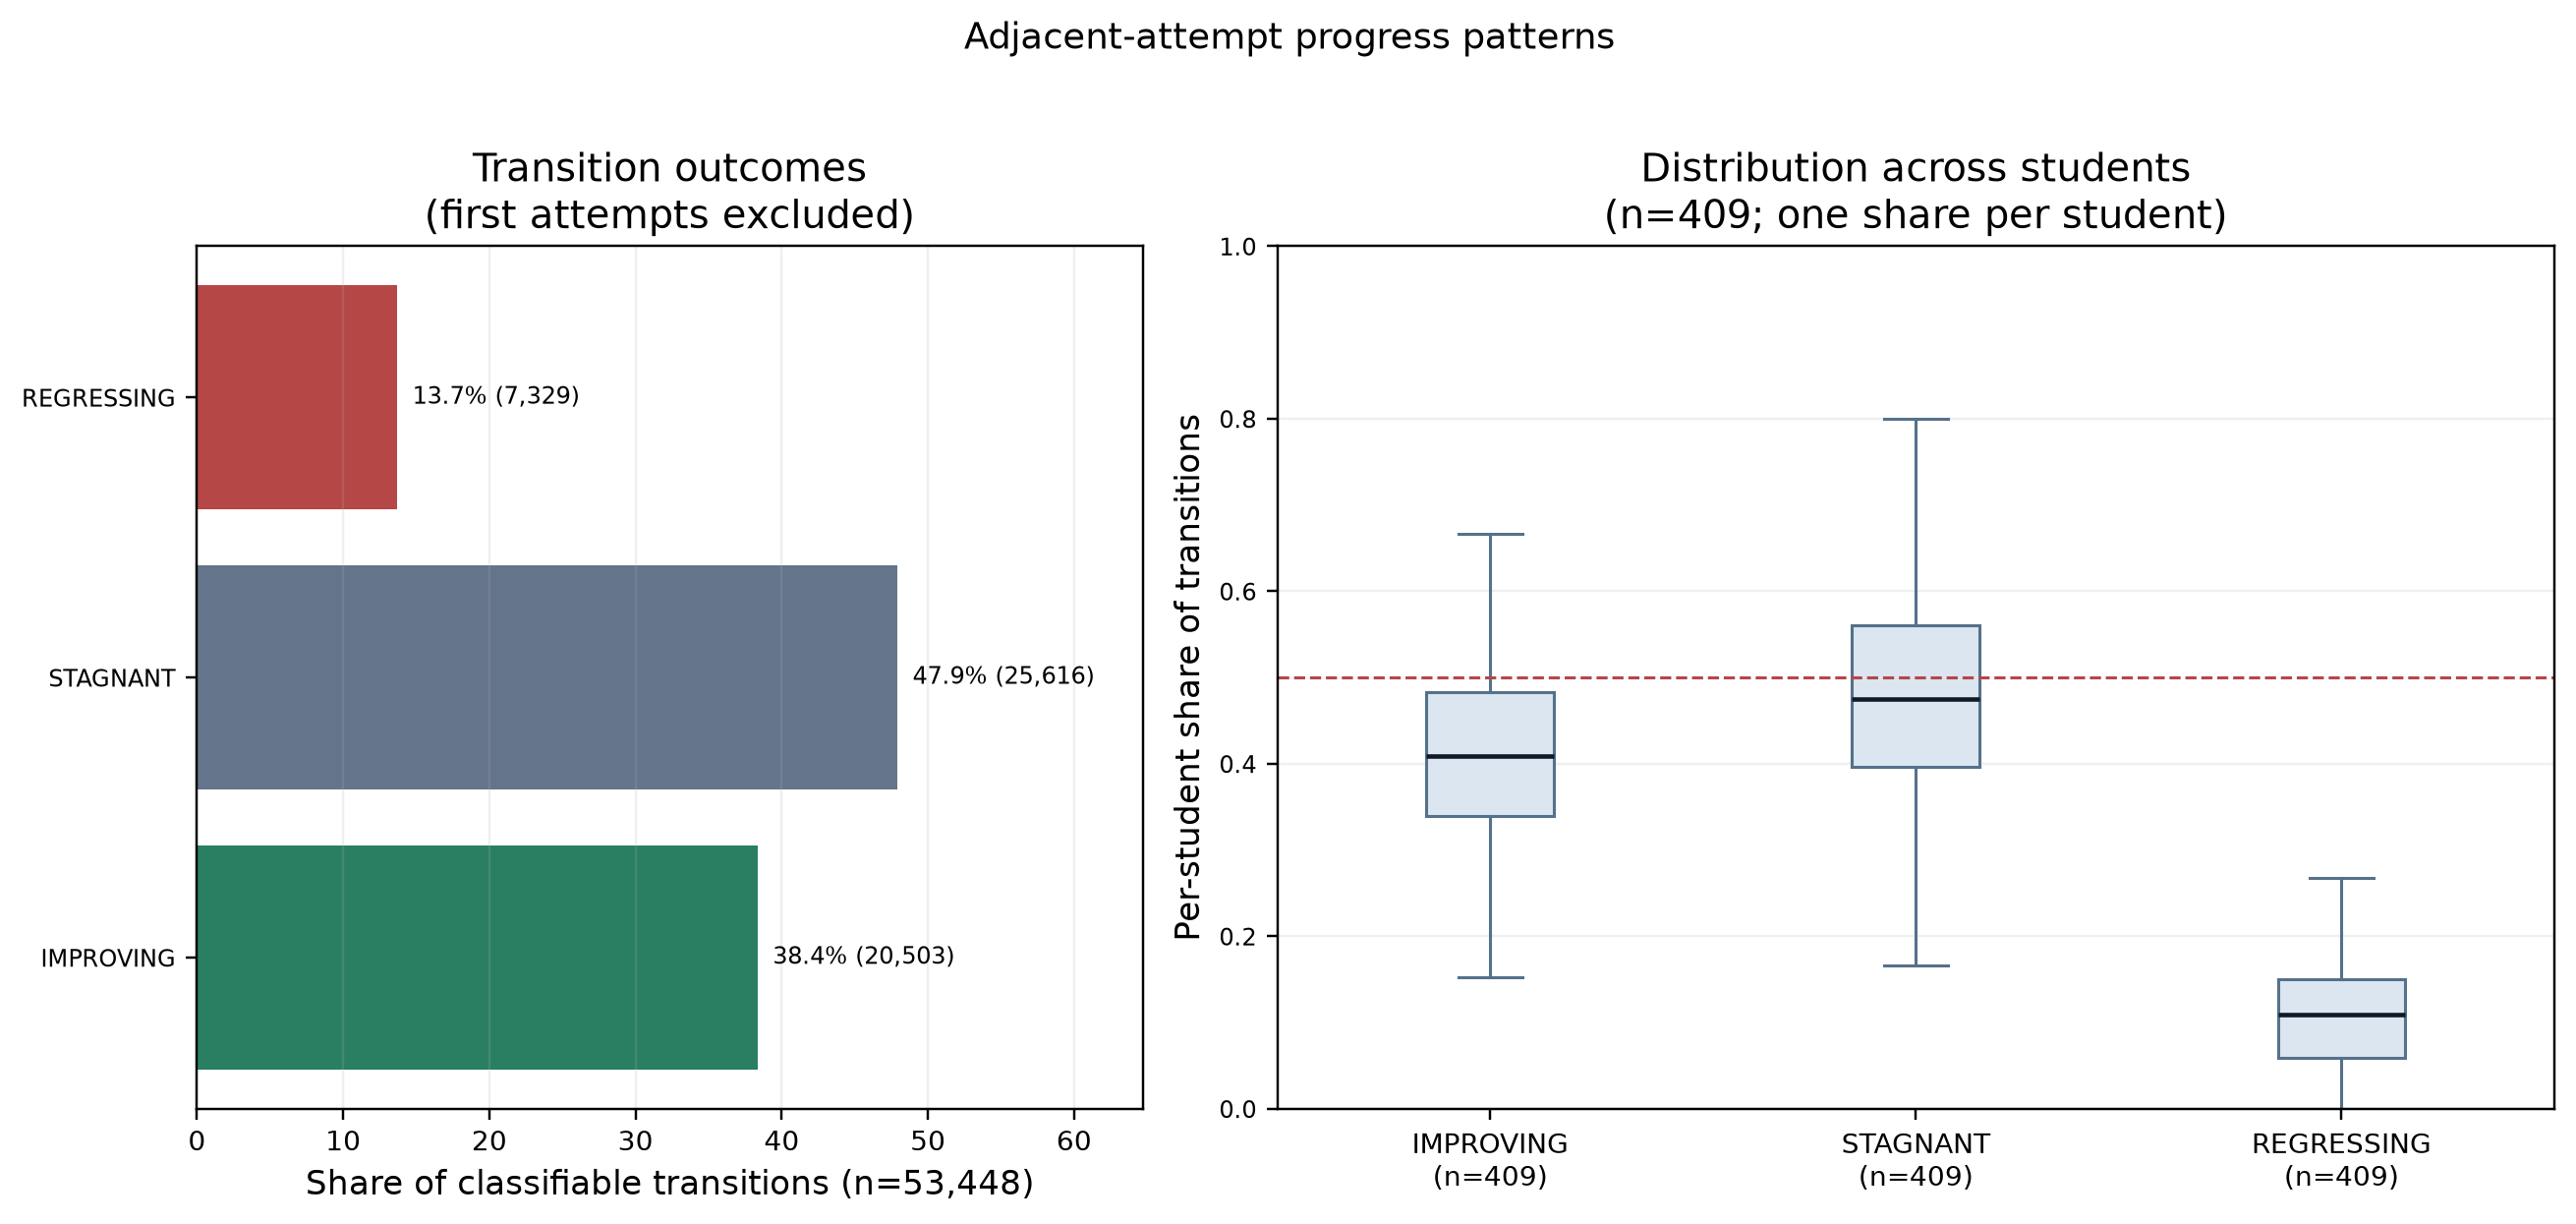 Adjacent-attempt progress patterns
Transition outcomes
(first attempts excluded)
REGRESSING
13.7% (7,329)
STAGNANT
47.9% (25,616)
IMPROVING
38.4% (20,503)
0 10 20 30 40 50 60
Share of classifiable transitions (n=53,448)
Distribution across students
(n=409; one share per student)
Per-student share of transitions
1.0
0.8
0.6
0.4
0.2
0.0
IMPROVING
(n=409)
STAGNANT
(n=409)
REGRESSING
(n=409)